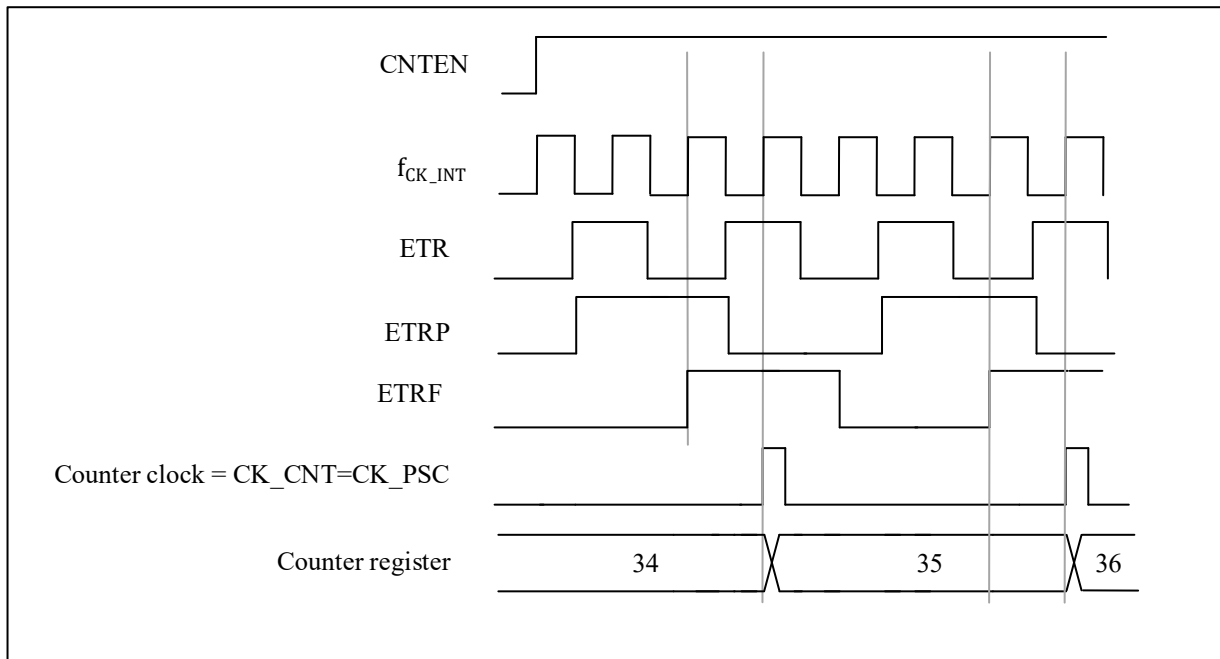 CNTEN
fCK_INT
ETR
ETRP
ETRF
Counter clock = CK_CNT=CK_PSC
Counter register 34 35 36